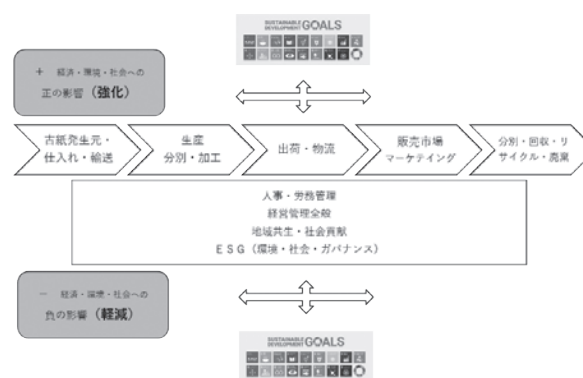 SUSTAINABLE
DEVELOPMENT GOALS
+ 経済・環境・社会への
正の影響（強化）
古紙発生元・
仕入れ・輸送
生産
分別・加工
出荷・物流
販売市場
マーケテイング
分別・回収・リ
サイクル・廃棄
人事・労務管理
経営管理全般
地域共生・社会貢献
ＥＳＧ（環境・社会・ガバナンス）
− 経済・環境・社会への
負の影響（軽減）
SUSTAINABLE
DEVELOPMENT GOALS